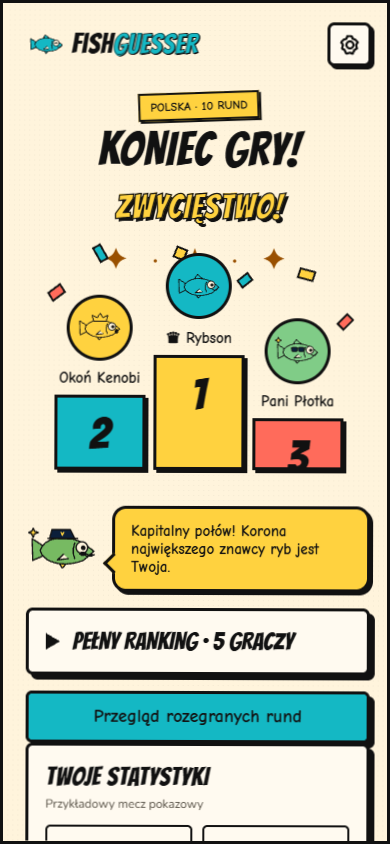 FISHGUESSER
POLSKA · 10 RUND
KONIEC GRY!
ZWYCIĘSTWO!
Rybson
Okoń Kenobi
Pani Płotka
1
2
3
Kapitalny połów! Korona
największego znawcy ryb jest
Twoja.
PEŁNY RANKING • 5 GRACZY
Przegląd rozegranych rund
TWOJE STATYSTYKI
Przykładowy mecz pokazowy